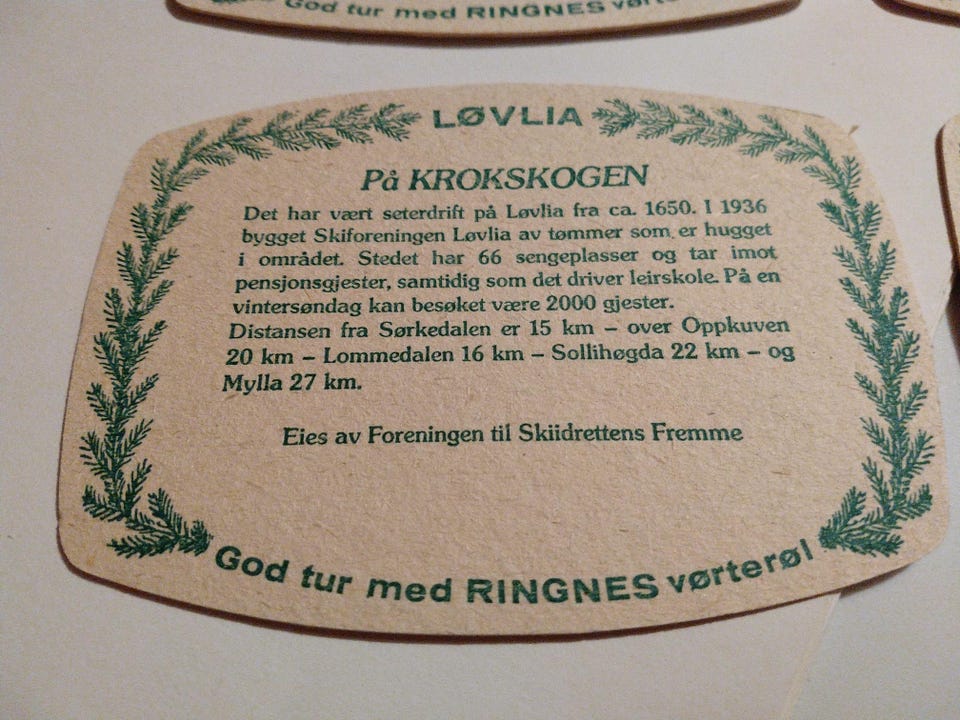 God tur med RINGNES vørte
LØVLIA
På KROKSKOGEN
Det har vært seterdrift på Løvlia fra ca. 1650. I 1936
bygget Skiforeningen Løvlia av tømmer som er hugget
i området. Stedet har 66 sengeplasser og tar imot
pensjonsgjester, samtidig som det driver leirskole. På en
vintersøndag kan besøket være 2000 gjester.
Distansen fra Sørkedalen er 15 km – over Oppkuven
20 km – Lommedalen 16 km – Sollihøgda 22 km – og
Mylla 27 km.
Eies av Foreningen til Skiidrettens Fremme
God tur med RINGNES vørterøl